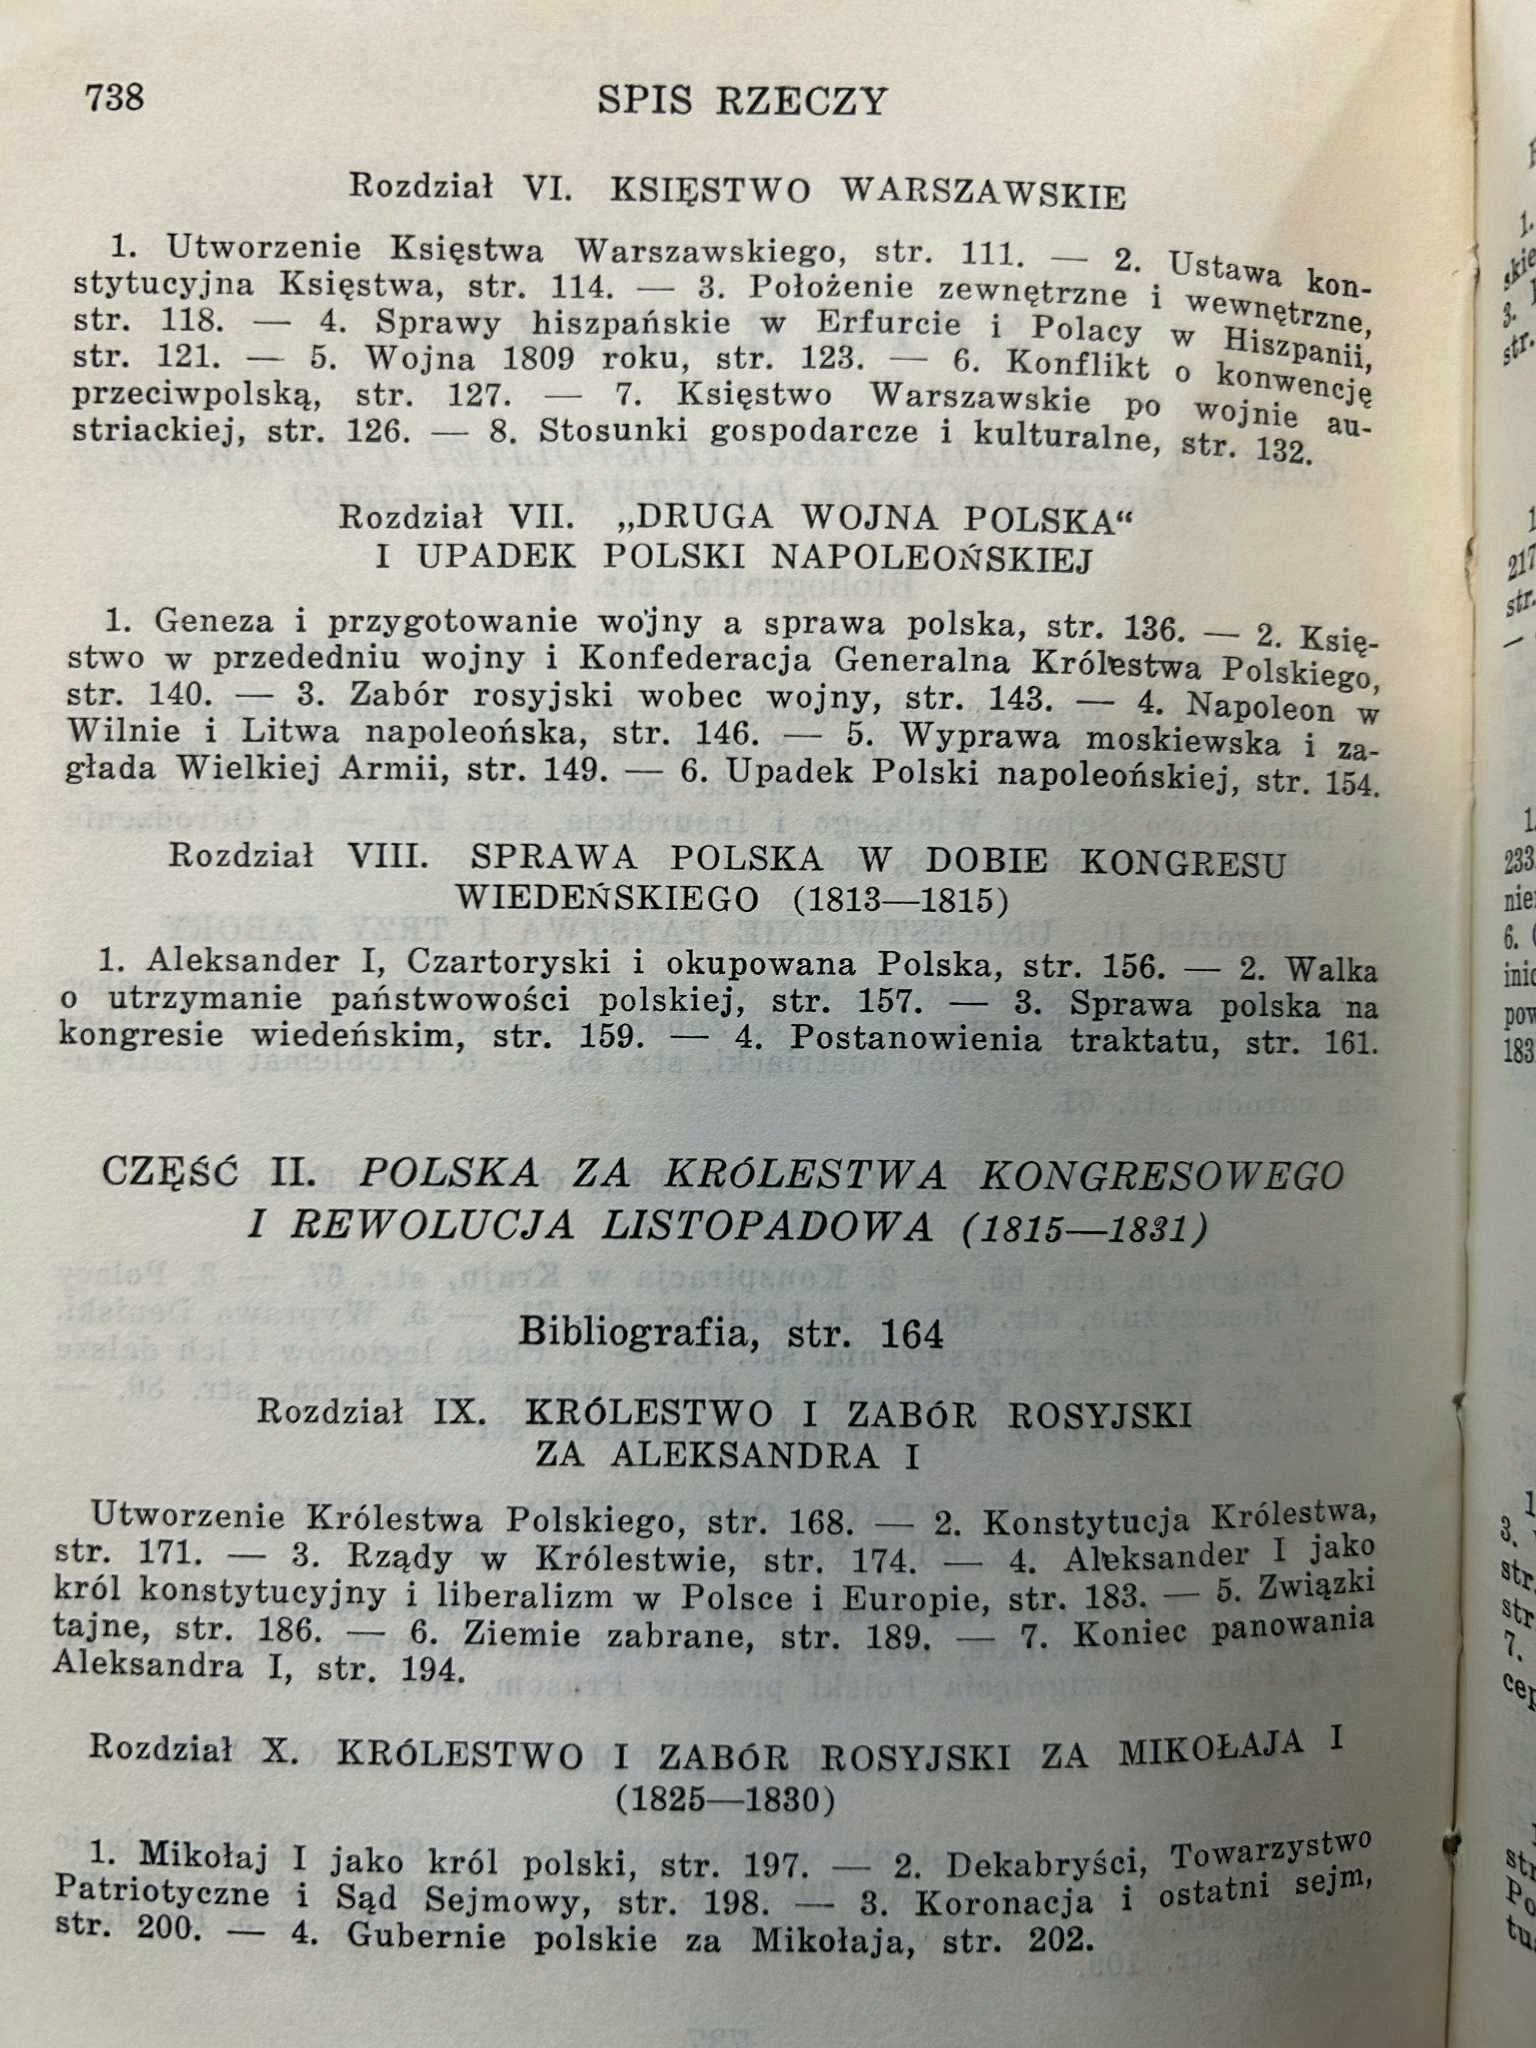 738
SPIS RZECZY
Rozdział VI. KSIĘSTWO WARSZAWSKIE
1. Utworzenie Księstwa Warszawskiego, str. 111. — 2. Ustawa kon-
stytucyjna Księstwa, str. 114. — 3. Położenie zewnętrzne i wewnętrzne,
str. 118. — 4. Sprawy hiszpańskie w Erfurcie i Polacy w Hiszpanii,
str. 121. — 5. Wojna 1809 roku, str. 123. — 6. Konflikt o konwencję
przeciwpolską, str. 127. — 7. Księstwo Warszawskie po wojnie au-
striackiej, str. 126. — 8. Stosunki gospodarcze i kulturalne, str. 132.
Rozdział VII. „DRUGA WOJNA POLSKA“
I UPADEK POLSKI NAPOLEOŃSKIEJ
1. Geneza i przygotowanie wojny a sprawa polska, str. 136. — 2. Księ-
stwo w przededniu wojny i Konfederacja Generalna Królestwa Polskiego,
str. 140. — 3. Zabór rosyjski wobec wojny, str. 143. — 4. Napoleon w
Wilnie i Litwa napoleońska, str. 146. — 5. Wyprawa moskiewska i za-
głada Wielkiej Armii, str. 149. — 6. Upadek Polski napoleońskiej, str. 154.
Rozdział VIII. SPRAWA POLSKA W DOBIE KONGRESU
WIEDEŃSKIEGO (1813—1815)
1. Aleksander I, Czartoryski i okupowana Polska, str. 156. — 2. Walka
o utrzymanie państwowości polskiej, str. 157. — 3. Sprawa polska na
kongresie wiedeńskim, str. 159. — 4. Postanowienia traktatu, str. 161.
CZĘŚĆ II. POLSKA ZA KRÓLESTWA KONGRESOWEGO
I REWOLUCJA LISTOPADOWA (1815—1831)
Bibliografia, str. 164
Rozdział IX. KRÓLESTWO I ZABÓR ROSYJSKI
ZA ALEKSANDRA I
Utworzenie Królestwa Polskiego, str. 168. — 2. Konstytucja Królestwa,
str. 171. — 3. Rządy w Królestwie, str. 174. — 4. Aleksander I jako
król konstytucyjny i liberalizm w Polsce i Europie, str. 183. — 5. Związki
tajne, str. 186. — 6. Ziemie zabrane, str. 189. — 7. Koniec panowania
Aleksandra I, str. 194.
Rozdział X. KRÓLESTWO I ZABÓR ROSYJSKI ZA MIKOŁAJA I
(1825—1830)
1. Mikołaj I jako król polski, str. 197. — 2. Dekabryści, Towarzystwo
Patriotyczne i Sąd Sejmowy, str. 198. — 3. Koronacja i ostatni sejm,
str. 200. — 4. Gubernie polskie za Mikołaja, str. 202.